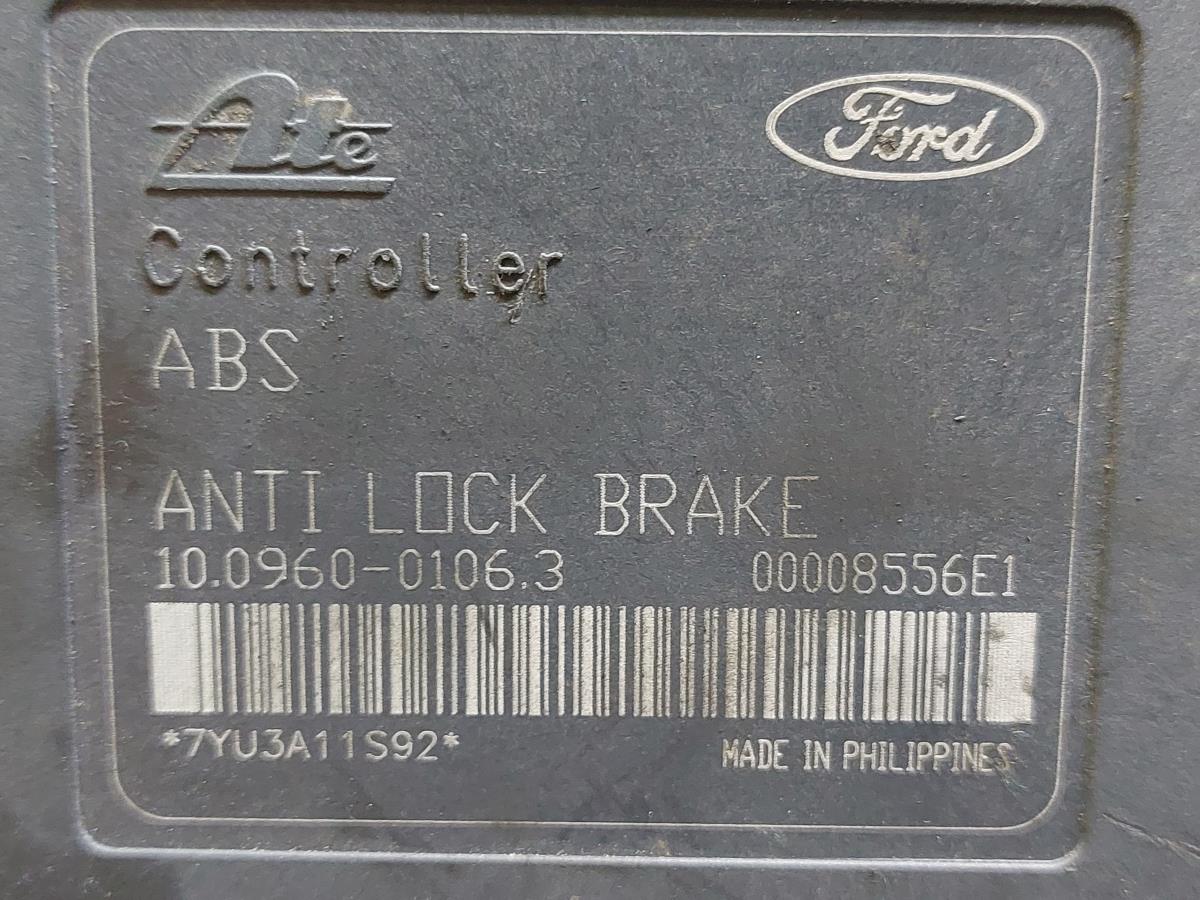 Ate
Ford
Controller
ABS
ANTI LOCK BRAKE
10.0960-0106.3 00008556E1
*7YU3A11S92*
MADE IN PHILIPPINES